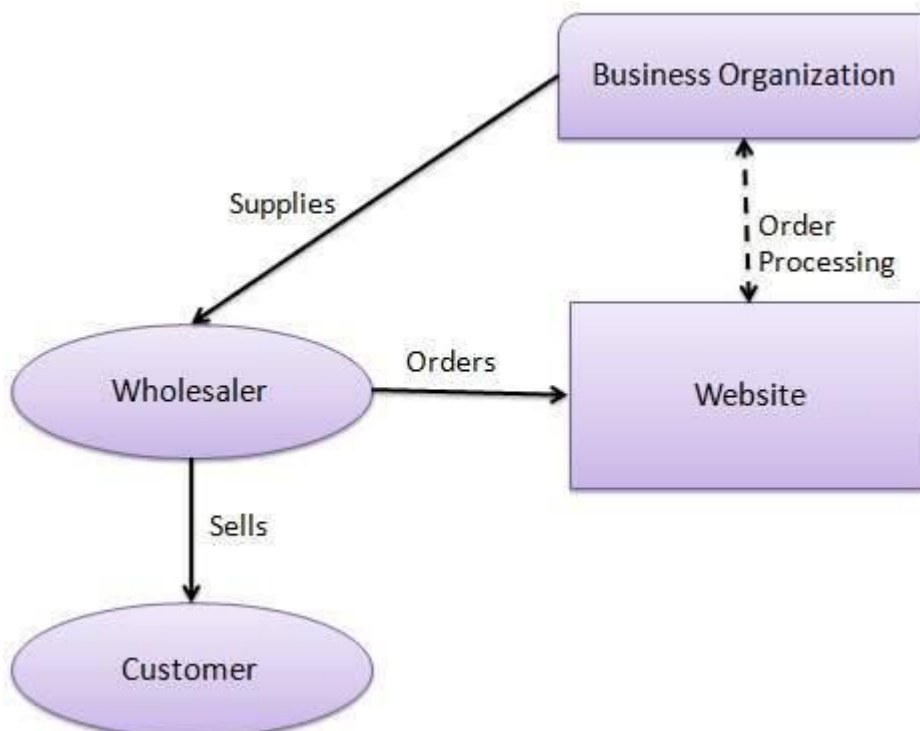 Business Organization
Supplies
Order
Processing
Wholesaler
Orders
Website
Sells
Customer